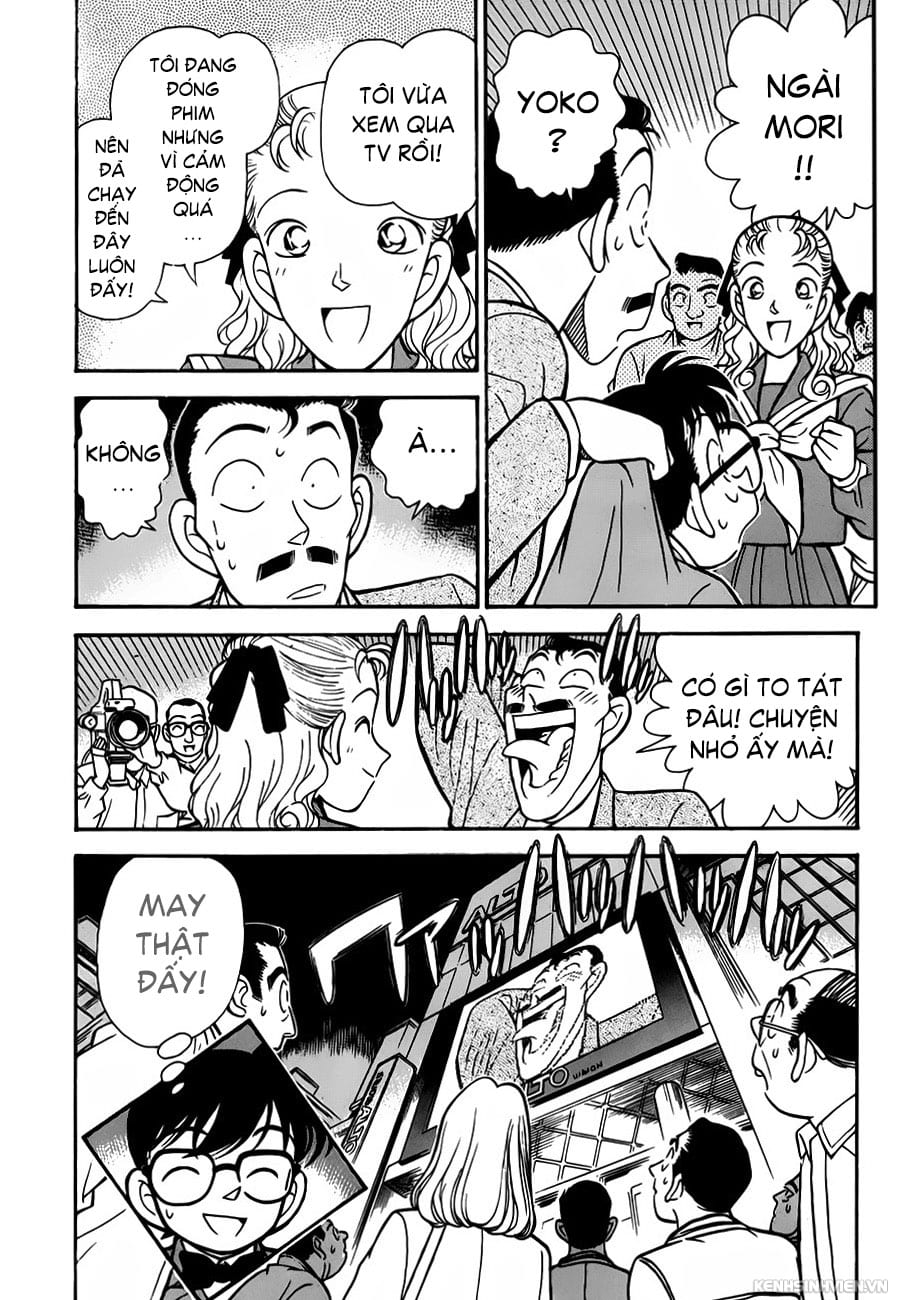 NGÀI
MORI
!!
YOKO
?
TÔI VỪA
XEM QUA
TV RỒI!
TÔI ĐANG
ĐÓNG
PHIM
NHƯNG
VÌ CẢM
ĐỘNG
QUÁ
...
NÊN
ĐÃ
CHẠY
ĐẾN
ĐÂY
LUÔN
ĐẤY!
À...
KHÔNG
...
CÓ GÌ TO TÁT
ĐÂU! CHUYỆN
NHỎ ẤY MÀ!
MAY
THẬT
ĐẤY!
ALTO
KENHSINHVIEN.VN